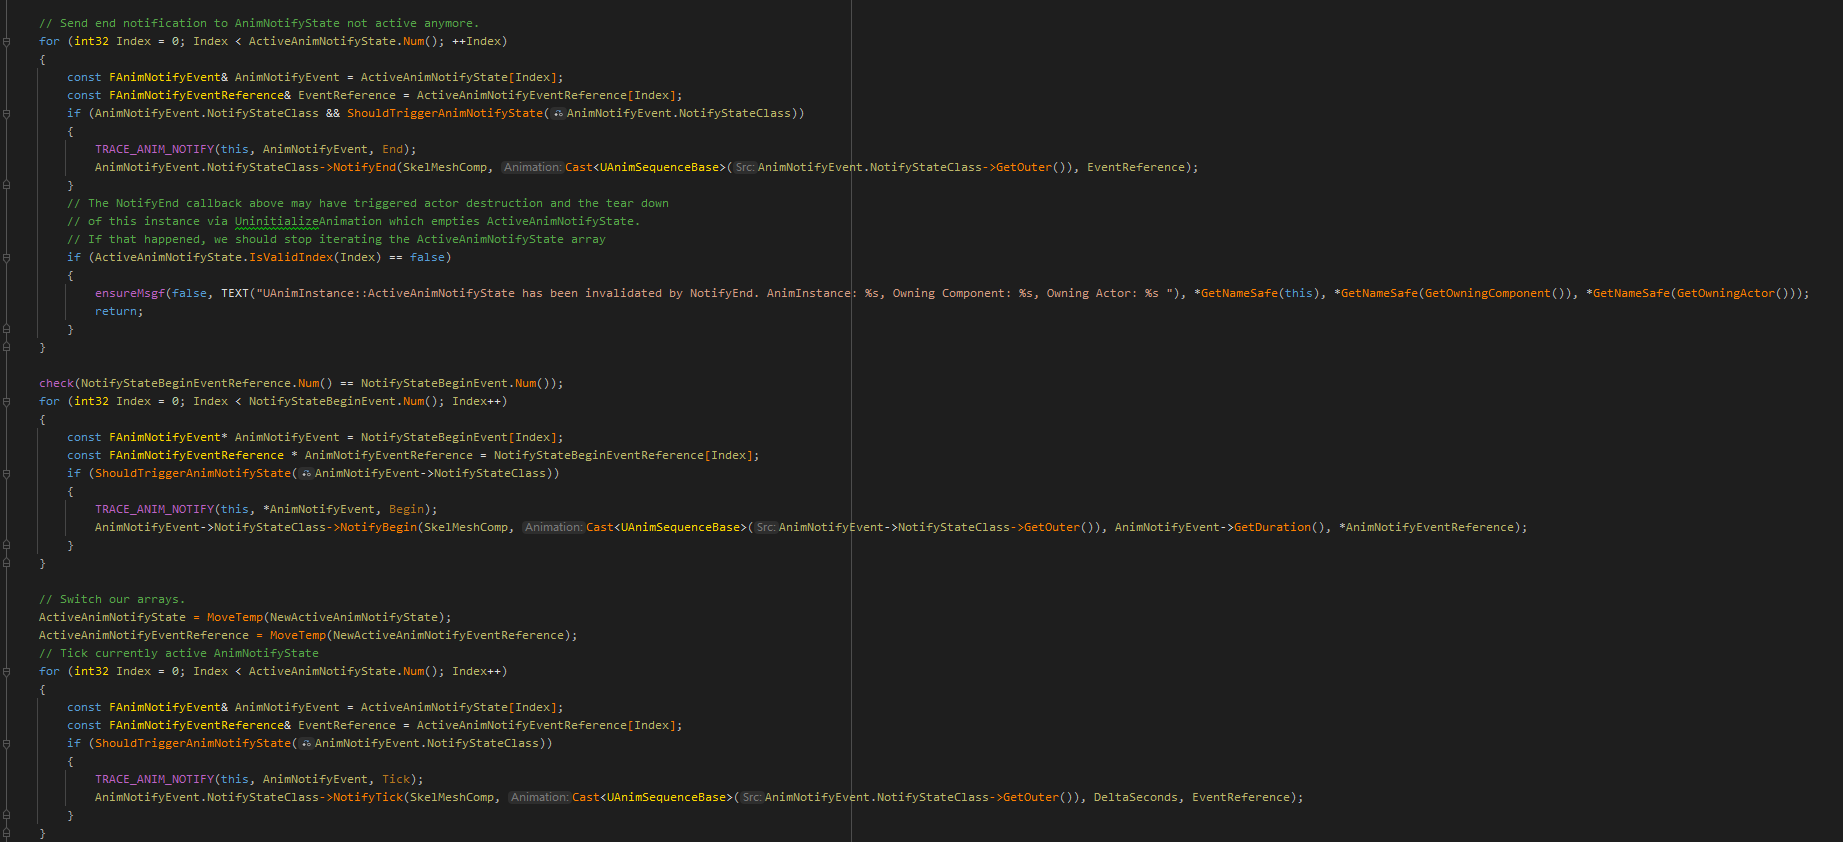 // Send end notification to AnimNotifyState not active anymore.
for (int32 Index = 0; Index < ActiveAnimNotifyState.Num(); ++Index)
{
const FAnimNotifyEvent& AnimNotifyEvent = ActiveAnimNotifyState[Index];
const FAnimNotifyEventReference& EventReference = ActiveAnimNotifyEventReference[Index];
if (AnimNotifyEvent.NotifyStateClass && ShouldTriggerAnimNotifyState(AnimNotifyEvent.NotifyStateClass))
{
TRACE_ANIM_NOTIFY(this, AnimNotifyEvent, End);
AnimNotifyEvent.NotifyStateClass->NotifyEnd(SkelMeshComp, Animation: Cast<UAnimSequenceBase>(Src: AnimNotifyEvent.NotifyStateClass->GetOuter()), EventReference);
}
// The NotifyEnd callback above may have triggered actor destruction and the tear down
// of this instance via UninitializeAnimation which empties ActiveAnimNotifyState.
// If that happened, we should stop iterating the ActiveAnimNotifyState array
if (ActiveAnimNotifyState.IsValidIndex(Index) == false)
{
ensureMsgf(false, TEXT("UAnimInstance::ActiveAnimNotifyState has been invalidated by NotifyEnd. AnimInstance: %s, Owning Component: %s, Owning Actor: %s "), *GetNameSafe(this), *GetNameSafe(GetOwningComponent()), *GetNameSafe(GetOwningActor()));
return;
}
}
check(NotifyStateBeginEventReference.Num() == NotifyStateBeginEvent.Num());
for (int32 Index = 0; Index < NotifyStateBeginEvent.Num(); Index++)
{
const FAnimNotifyEvent* AnimNotifyEvent = NotifyStateBeginEvent[Index];
const FAnimNotifyEventReference * AnimNotifyEventReference = NotifyStateBeginEventReference[Index];
if (ShouldTriggerAnimNotifyState(AnimNotifyEvent->NotifyStateClass))
{
TRACE_ANIM_NOTIFY(this, *AnimNotifyEvent, Begin);
AnimNotifyEvent->NotifyStateClass->NotifyBegin(SkelMeshComp, Animation: Cast<UAnimSequenceBase>(Src: AnimNotifyEvent->NotifyStateClass->GetOuter()), AnimNotifyEvent->GetDuration(), *AnimNotifyEventReference);
}
}
// Switch our arrays.
ActiveAnimNotifyState = MoveTemp(NewActiveAnimNotifyState);
ActiveAnimNotifyEventReference = MoveTemp(NewActiveAnimNotifyEventReference);
// Tick currently active AnimNotifyState
for (int32 Index = 0; Index < ActiveAnimNotifyState.Num(); Index++)
{
const FAnimNotifyEvent& AnimNotifyEvent = ActiveAnimNotifyState[Index];
const FAnimNotifyEventReference& EventReference = ActiveAnimNotifyEventReference[Index];
if (ShouldTriggerAnimNotifyState(AnimNotifyEvent.NotifyStateClass))
{
TRACE_ANIM_NOTIFY(this, AnimNotifyEvent, Tick);
AnimNotifyEvent.NotifyStateClass->NotifyTick(SkelMeshComp, Animation: Cast<UAnimSequenceBase>(Src: AnimNotifyEvent.NotifyStateClass->GetOuter()), DeltaSeconds, EventReference);
}
}